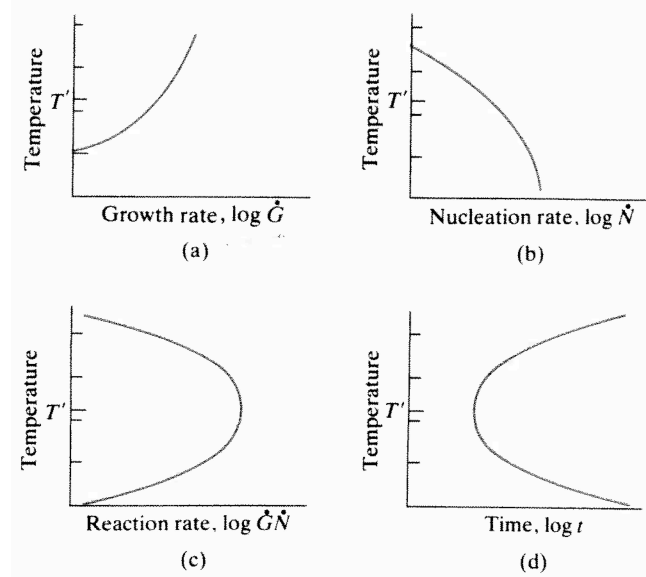 Temperature
T′
Growth rate, log Ġ
(a)
Temperature
T′
Nucleation rate, log Ṅ
(b)
Temperature
T′
Reaction rate, log ĠṄ
(c)
Temperature
T′
Time, log t
(d)